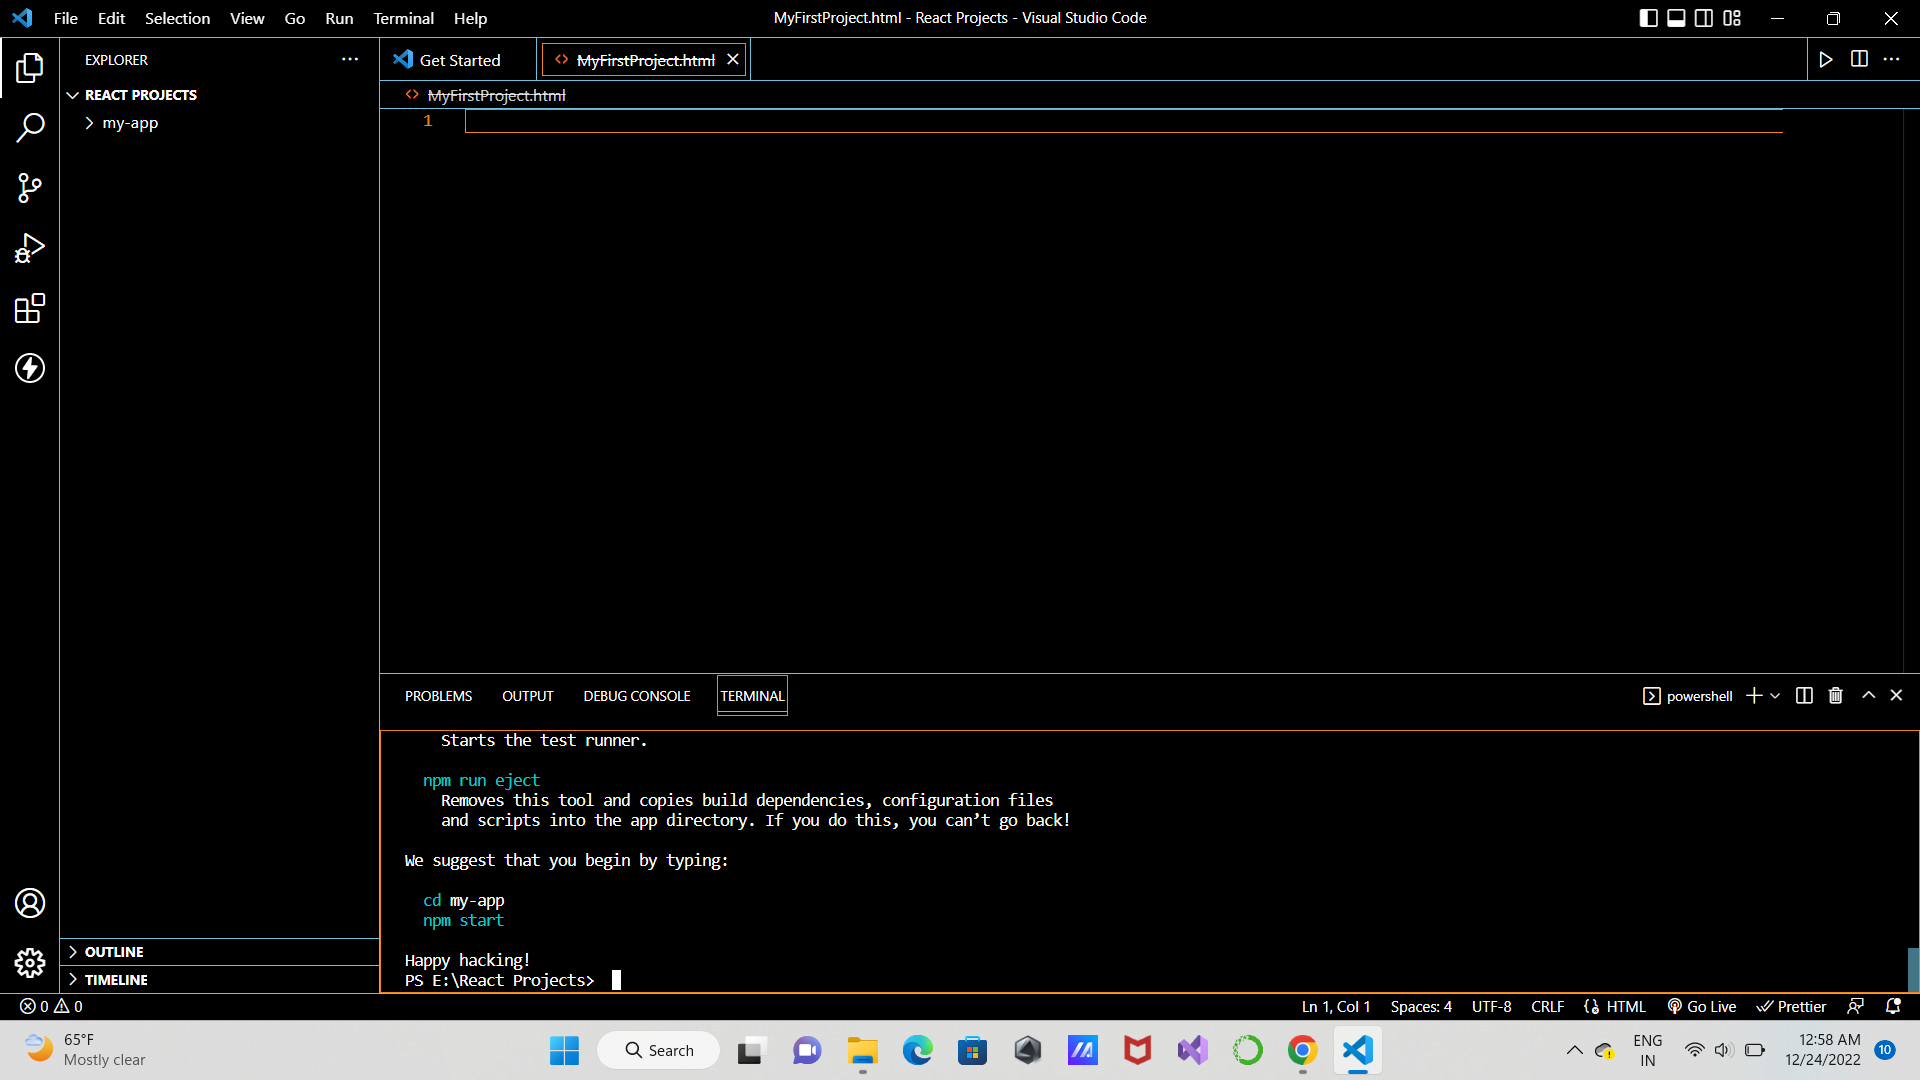 File Edit Selection View Go Run Terminal Help
MyFirstProject.html - React Projects - Visual Studio Code
EXPLORER
REACT PROJECTS
my-app
OUTLINE
TIMELINE
Get Started
MyFirstProject.html
MyFirstProject.html
1
PROBLEMS OUTPUT DEBUG CONSOLE TERMINAL
powershell
Starts the test runner.
npm run eject
Removes this tool and copies build dependencies, configuration files
and scripts into the app directory. If you do this, you can’t go back!
We suggest that you begin by typing:
cd my-app
npm start
Happy hacking!
PS E:\React Projects>
0 0
Ln 1, Col 1 Spaces: 4 UTF-8 CRLF HTML Go Live Prettier
65°F
Mostly clear
Search
ENG
IN
12:58 AM
12/24/2022
10